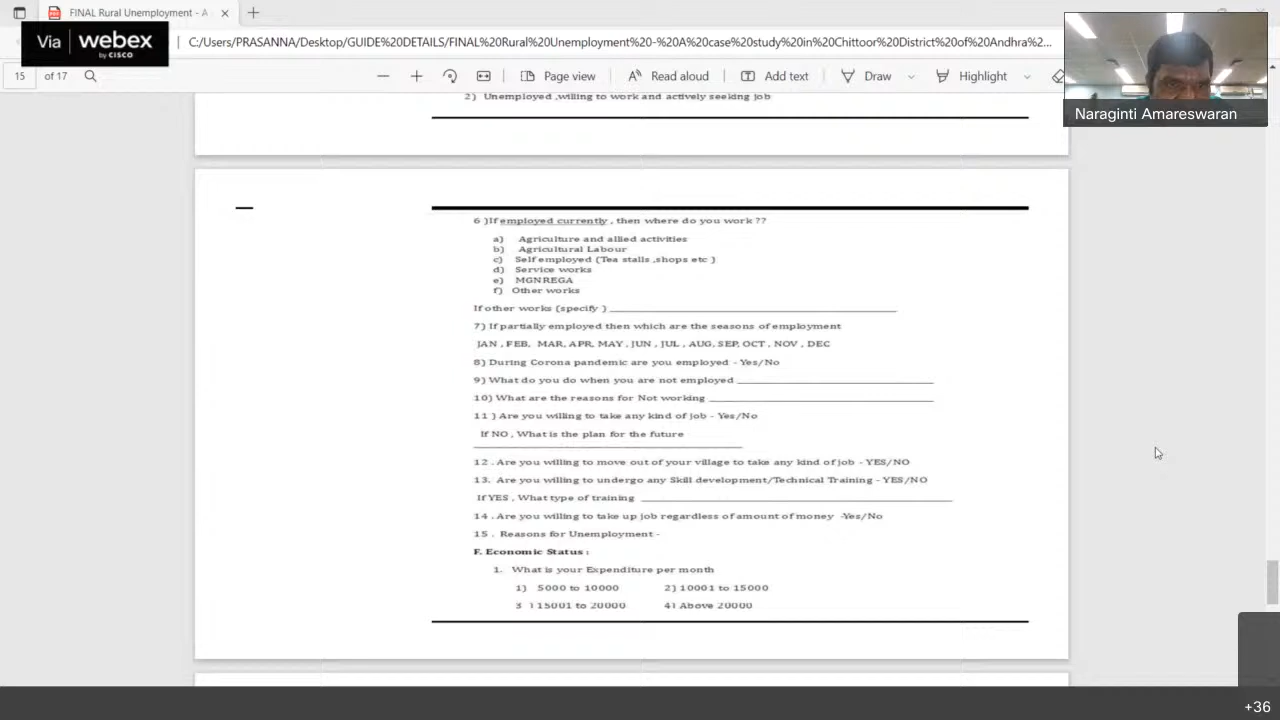 FINAL Rural Unemployment - A
Via webex
by CISCO
C:/Users/PRASANNA/Desktop/GUIDE%20DETAILS/FINAL%20Rural%20Unemployment%20-%20A%20case%20study%20of%20Chittoor%20District%20of%20Andhra%2...
15 of 17
Page view
Read aloud
Add text
Draw
Highlight
Naraginti Amareswaran
2) Unemployed ,willing to work and actively seeking job
6 )If employed currently , then where do you work ??
a) Agriculture and allied activities
b) Agricultural Labour
c) Self employed (Tea stalls ,shops etc )
d) Service works
e) MGNREGA
f) Other works
If other works (specify )
7) If partially employed then which are the seasons of employment
JAN , FEB, MAR, APR, MAY , JUN , JUL , AUG, SEP, OCT , NOV , DEC
8) During Corona pandemic are you employed - Yes/No
9) What do you do when you are not employed
10) What are the reasons for Not working
11 ) Are you willing to take any kind of job - Yes/No
If NO , What is the plan for the future
12 . Are you willing to move out of your village to take any kind of job - YES/NO
13. Are you willing to undergo any Skill development/Technical Training - YES/NO
If YES , What type of training
14 . Are you willing to take up job regardless of amount of money -Yes/No
15 . Reasons for Unemployment -
F. Economic Status :
1. What is your Expenditure per month
1) 5000 to 10000 2) 10001 to 15000
3 ) 15001 to 20000 4) Above 20000
+36